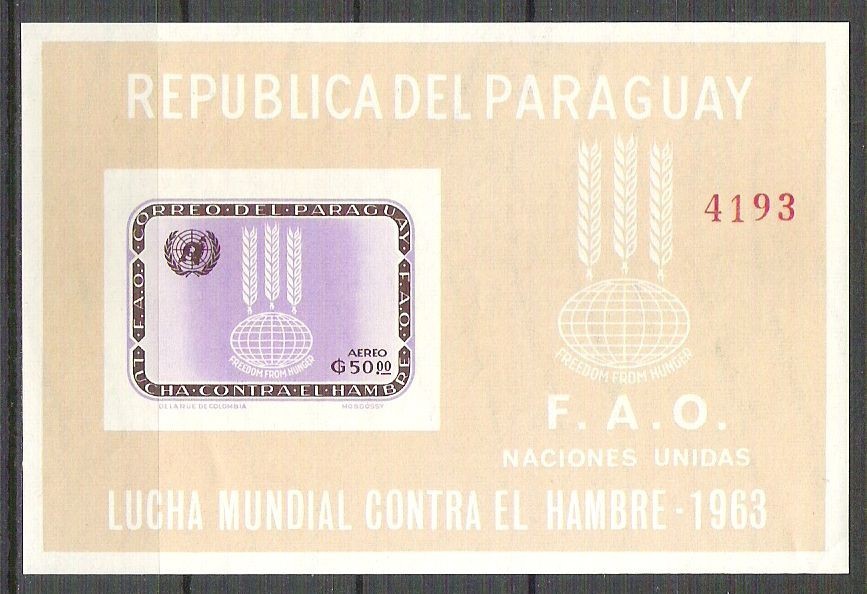 REPUBLICA DEL PARAGUAY
4193
CORREO·DEL·PARAGUAY
F.A.O.
F.A.O.
FREEDOM FROM HUNGER
AEREO
₲50.00
LUCHA·CONTRA·EL·HAMBRE
DE LA RUE DE COLOMBIA
MOSDOSSY
FREEDOM FROM HUNGER
F. A. O.
NACIONES UNIDAS
LUCHA MUNDIAL CONTRA EL HAMBRE - 1963